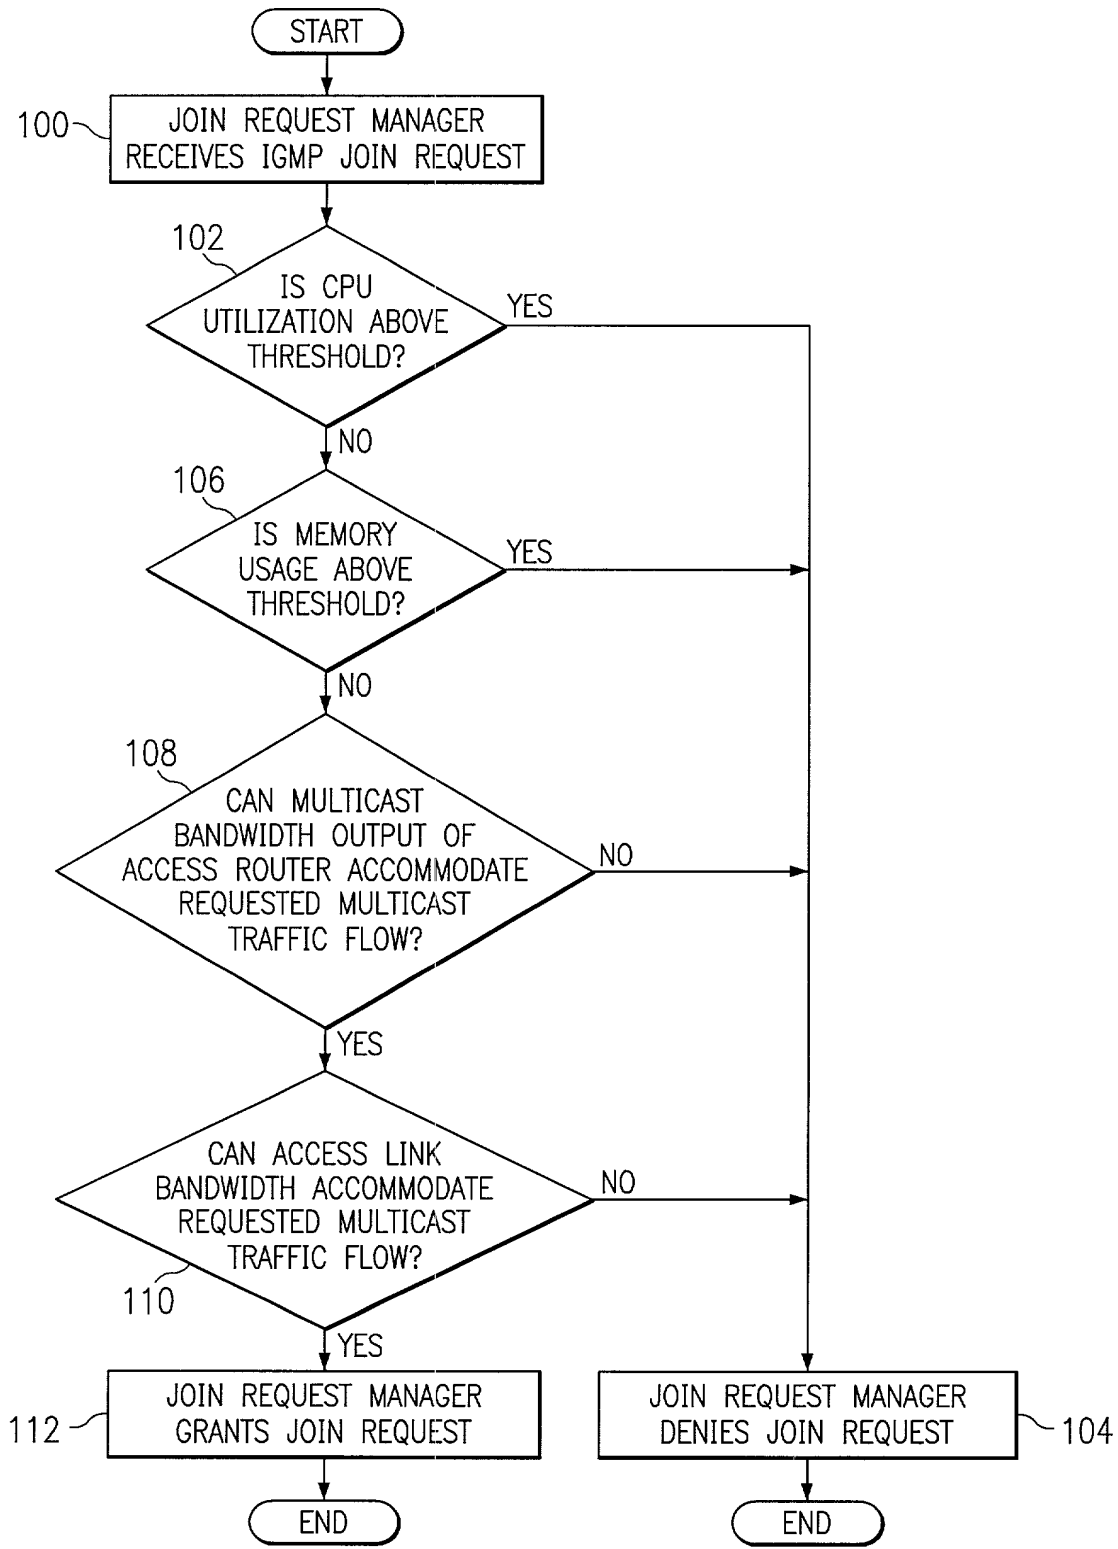 START
100
JOIN REQUEST MANAGER
RECEIVES IGMP JOIN REQUEST
102
IS CPU
UTILIZATION ABOVE
THRESHOLD?
YES
NO
106
IS MEMORY
USAGE ABOVE
THRESHOLD?
YES
NO
108
CAN MULTICAST
BANDWIDTH OUTPUT OF
ACCESS ROUTER ACCOMMODATE
REQUESTED MULTICAST
TRAFFIC FLOW?
NO
YES
CAN ACCESS LINK
BANDWIDTH ACCOMMODATE
REQUESTED MULTICAST
TRAFFIC FLOW?
NO
110
YES
112
JOIN REQUEST MANAGER
GRANTS JOIN REQUEST
JOIN REQUEST MANAGER
DENIES JOIN REQUEST
104
END
END